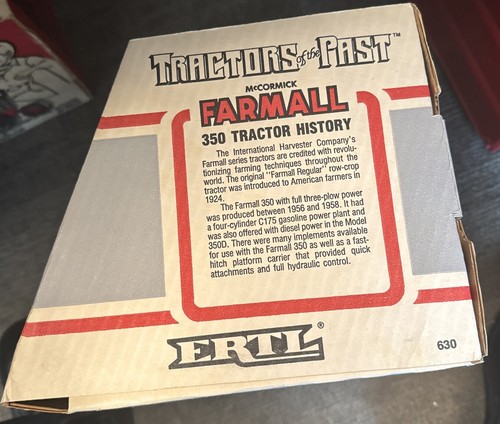 TRACTORS of the PAST™
McCORMICK
FARMALL
350 TRACTOR HISTORY
The International Harvester Company's
Farmall series tractors are credited with revolu-
tionizing farming techniques throughout the
world. The original "Farmall Regular" row-crop
tractor was introduced to American farmers in
1924.
The Farmall 350 with full three-plow power
was produced between 1956 and 1958. It had
a four-cylinder C175 gasoline power plant and
was also offered with diesel power in the Model
350D. There were many implements available
for use with the Farmall 350 as well as a fast-
hitch platform carrier that provided quick
attachments and full hydraulic control.
ERTL®
630